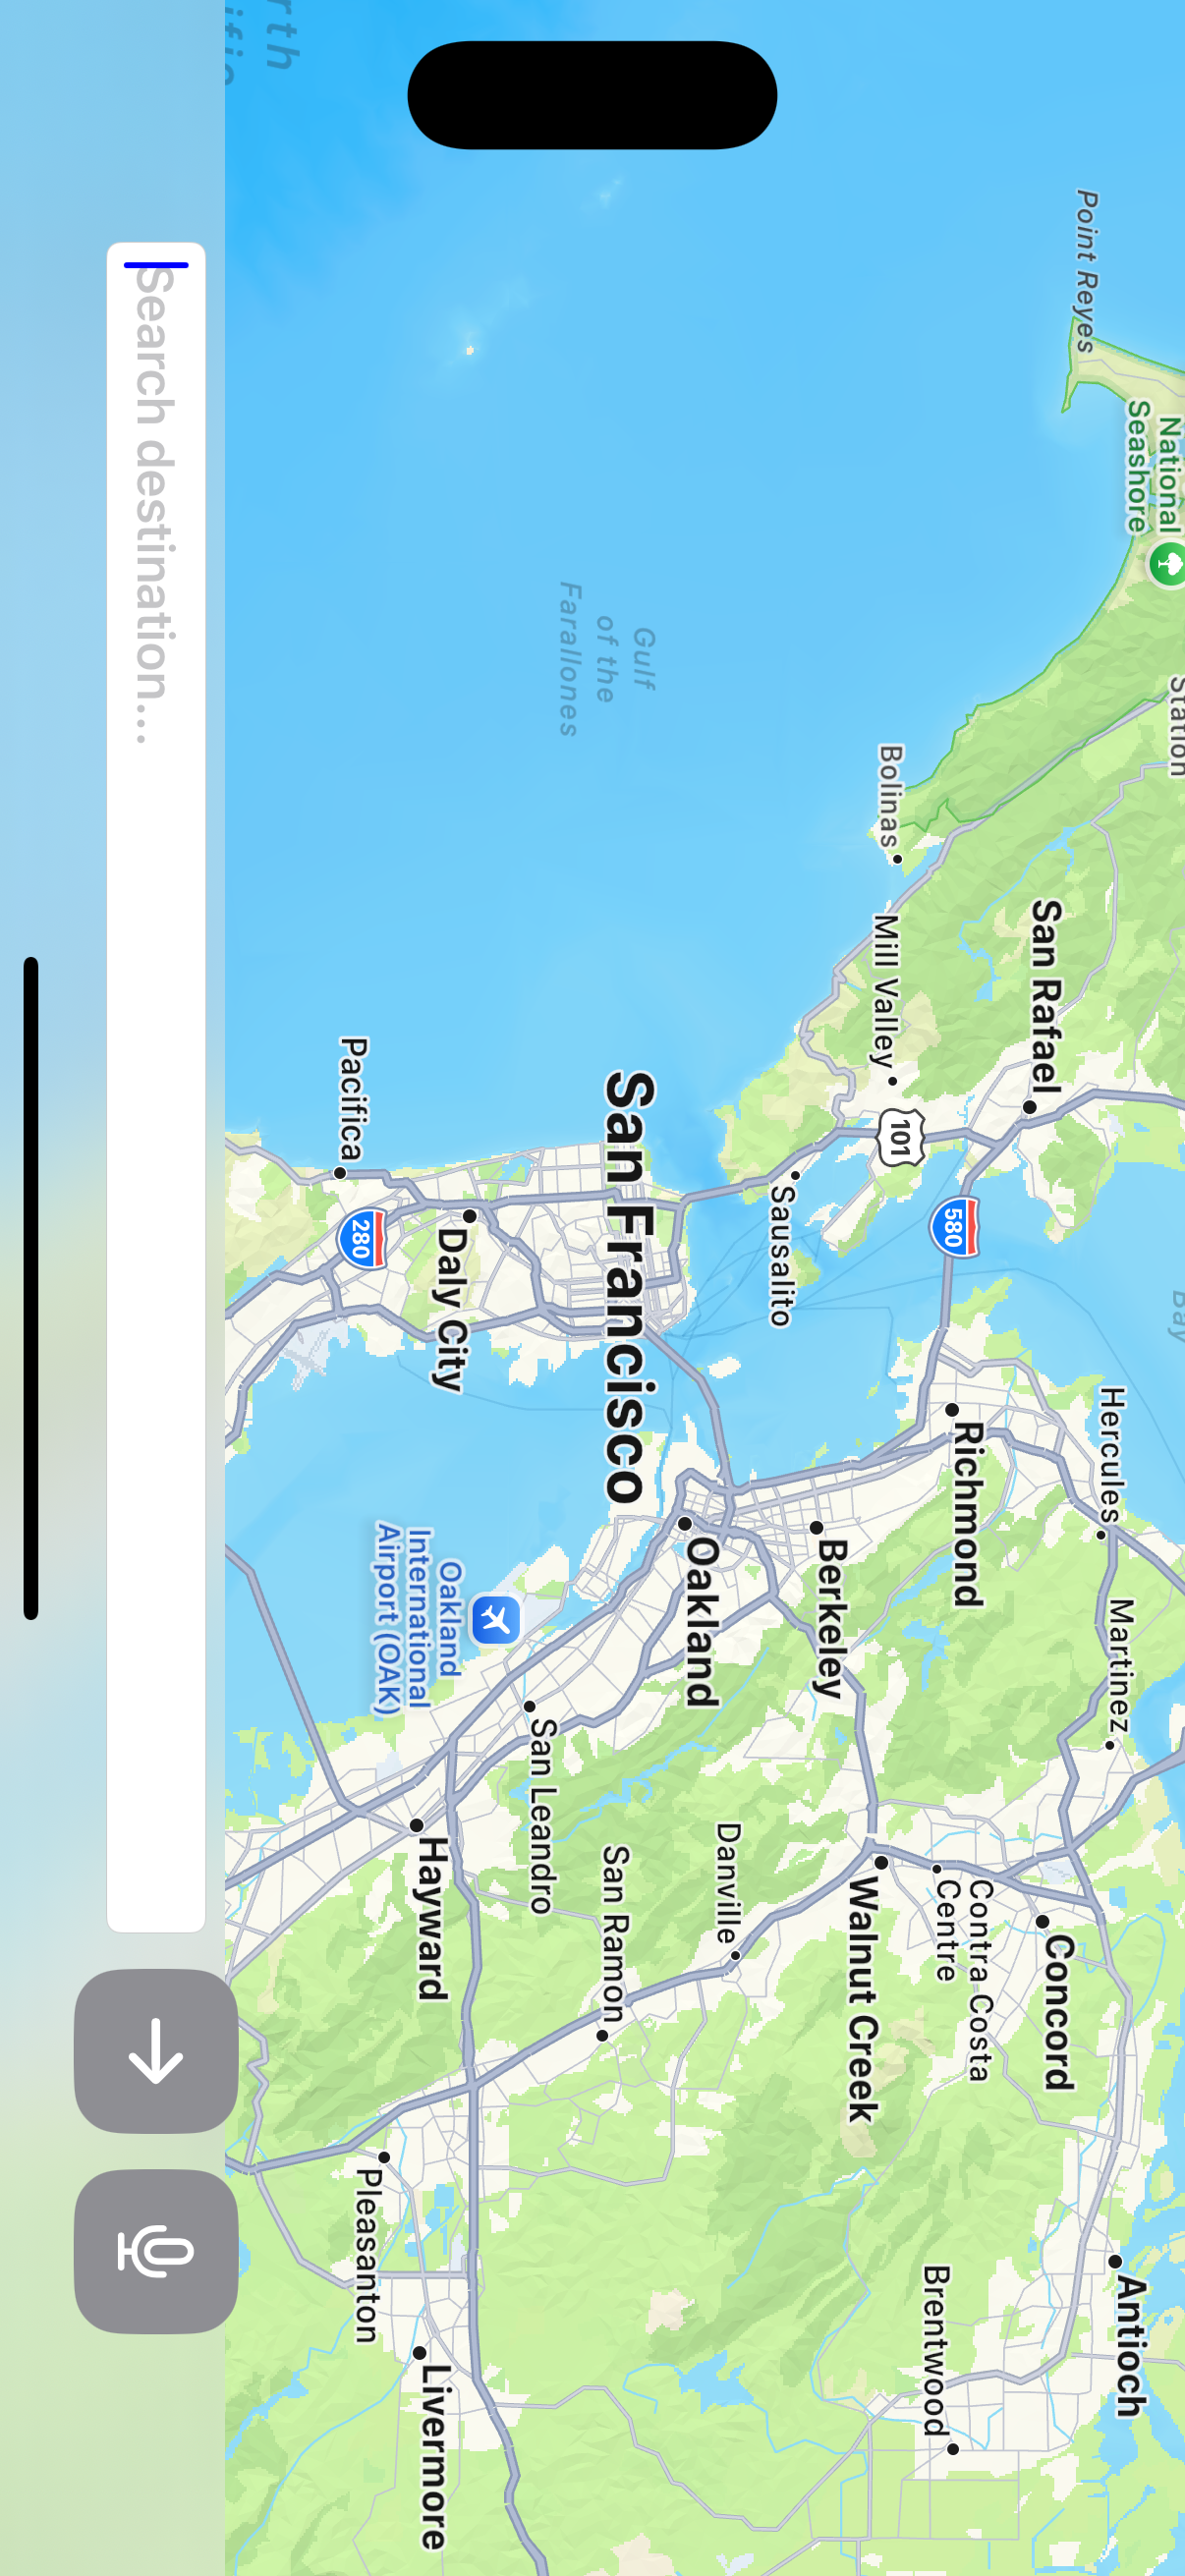 rth
ific
Point Reyes
National
Seashore
Station
Bay
San Rafael
Hercules
Martinez
Antioch
Bolinas
Mill Valley
101
580
Richmond
Concord
Contra Costa
Centre
Brentwood
Sausalito
Berkeley
Walnut Creek
Gulf
of the
Farallones
San Francisco
Oakland
Danville
San Ramon
Daly City
Oakland
International
Airport (OAK)
San Leandro
Pacifica
280
Hayward
Pleasanton
Livermore
Search destination...